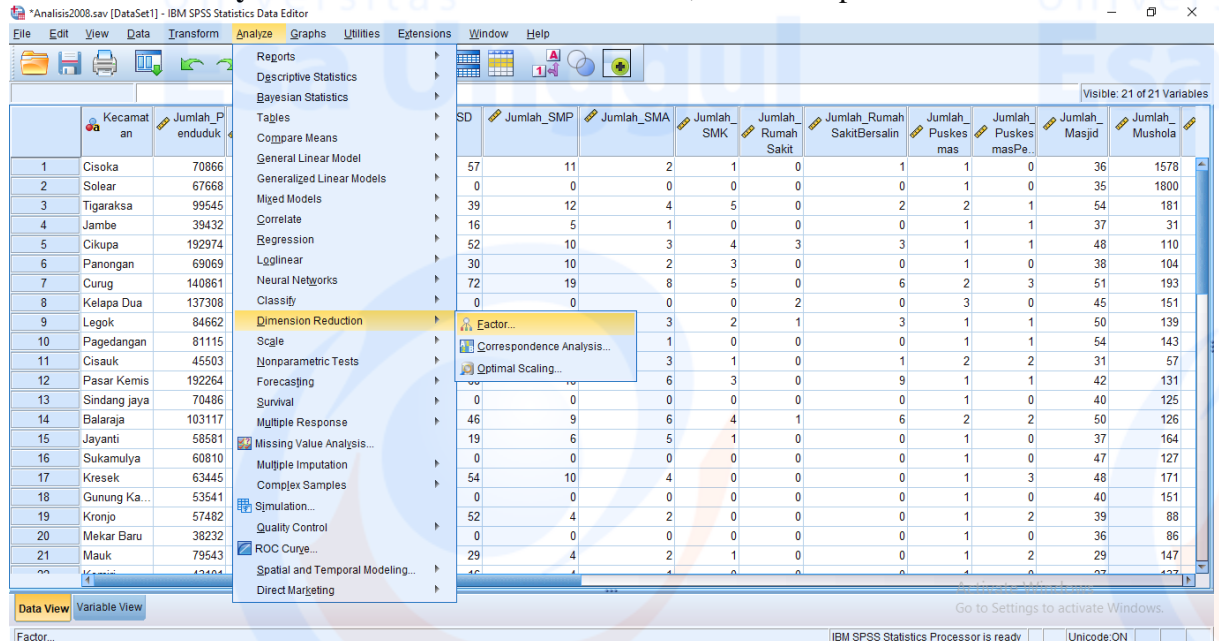 *Analisis2008.sav [DataSet1] - IBM SPSS Statistics Data Editor
File Edit View Data Transform Analyze Graphs Utilities Extensions Window Help
Visible: 21 of 21 Variables
Kecamatan Jumlah_Penduduk SD Jumlah_SMP Jumlah_SMA Jumlah_SMK Jumlah_RumahSakit Jumlah_RumahSakitBersalin Jumlah_Puskesmas Jumlah_PuskesmasPe.. Jumlah_Masjid Jumlah_Mushola
1 Cisoka 70866 57 11 2 1 0 1 1 0 36 1578
2 Solear 67668 0 0 0 0 0 0 1 0 35 1800
3 Tigaraksa 99545 39 12 4 5 0 2 2 1 54 181
4 Jambe 39432 16 5 1 0 0 0 1 1 37 31
5 Cikupa 192974 52 10 3 4 3 3 1 1 48 110
6 Panongan 69069 30 10 2 3 0 0 1 0 38 104
7 Curug 140861 72 19 8 5 0 6 2 3 51 193
8 Kelapa Dua 137308 0 0 0 0 2 0 3 0 45 151
9 Legok 84662 3 2 1 3 1 1 50 139
10 Pagedangan 81115 1 0 0 0 1 1 54 143
11 Cisauk 45503 3 1 0 1 2 2 31 57
12 Pasar Kemis 192264 6 3 0 9 1 1 42 131
13 Sindang jaya 70486 0 0 0 0 0 0 1 0 40 125
14 Balaraja 103117 46 9 6 4 1 6 2 2 50 126
15 Jayanti 58581 19 6 5 1 0 0 1 0 37 164
16 Sukamulya 60810 0 0 0 0 0 0 1 0 47 127
17 Kresek 63445 54 10 4 0 0 0 1 3 48 171
18 Gunung Ka... 53541 0 0 0 0 0 0 1 0 40 151
19 Kronjo 57482 52 4 2 0 0 0 1 2 39 88
20 Mekar Baru 38232 0 0 0 0 0 0 1 0 36 86
21 Mauk 79543 29 4 2 1 0 0 1 2 29 147
Reports
Descriptive Statistics
Bayesian Statistics
Tables
Compare Means
General Linear Model
Generalized Linear Models
Mixed Models
Correlate
Regression
Loglinear
Neural Networks
Classify
Dimension Reduction
Scale
Nonparametric Tests
Forecasting
Survival
Multiple Response
Missing Value Analysis...
Multiple Imputation
Complex Samples
Simulation...
Quality Control
ROC Curve...
Spatial and Temporal Modeling...
Direct Marketing
Factor...
Correspondence Analysis...
Optimal Scaling...
Go to Settings to activate Windows.
Data View Variable View
Factor...
IBM SPSS Statistics Processor is ready Unicode:ON